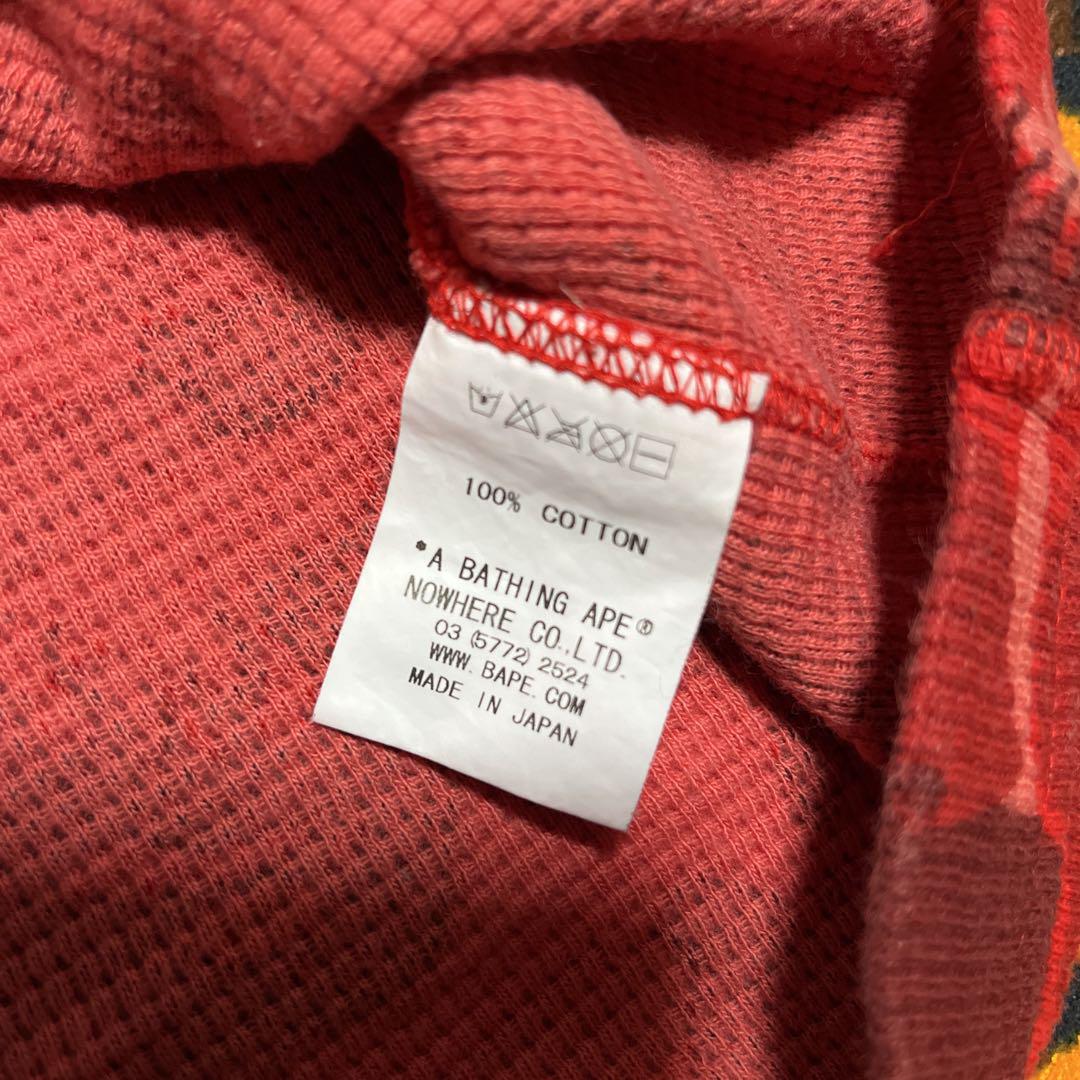 100% COTTON
*A BATHING APE®
NOWHERE CO.,LTD.
03 (5772) 2524
WWW. BAPE. COM
MADE IN JAPAN